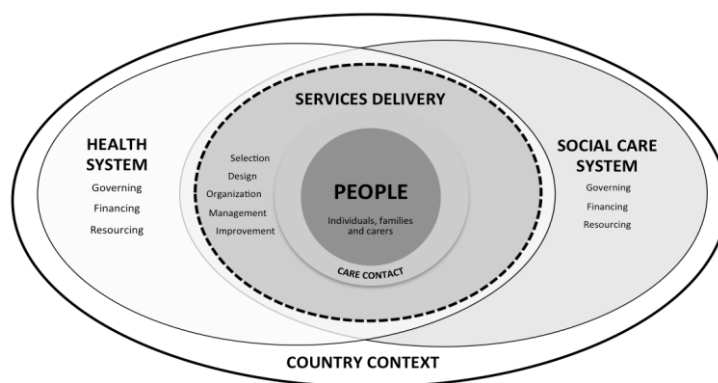 SERVICES DELIVERY
HEALTH
SYSTEM
Governing
Financing
Resourcing
Selection
Design
Organization
Management
Improvement
PEOPLE
Individuals, families
and carers
CARE CONTACT
SOCIAL CARE
SYSTEM
Governing
Financing
Resourcing
COUNTRY CONTEXT